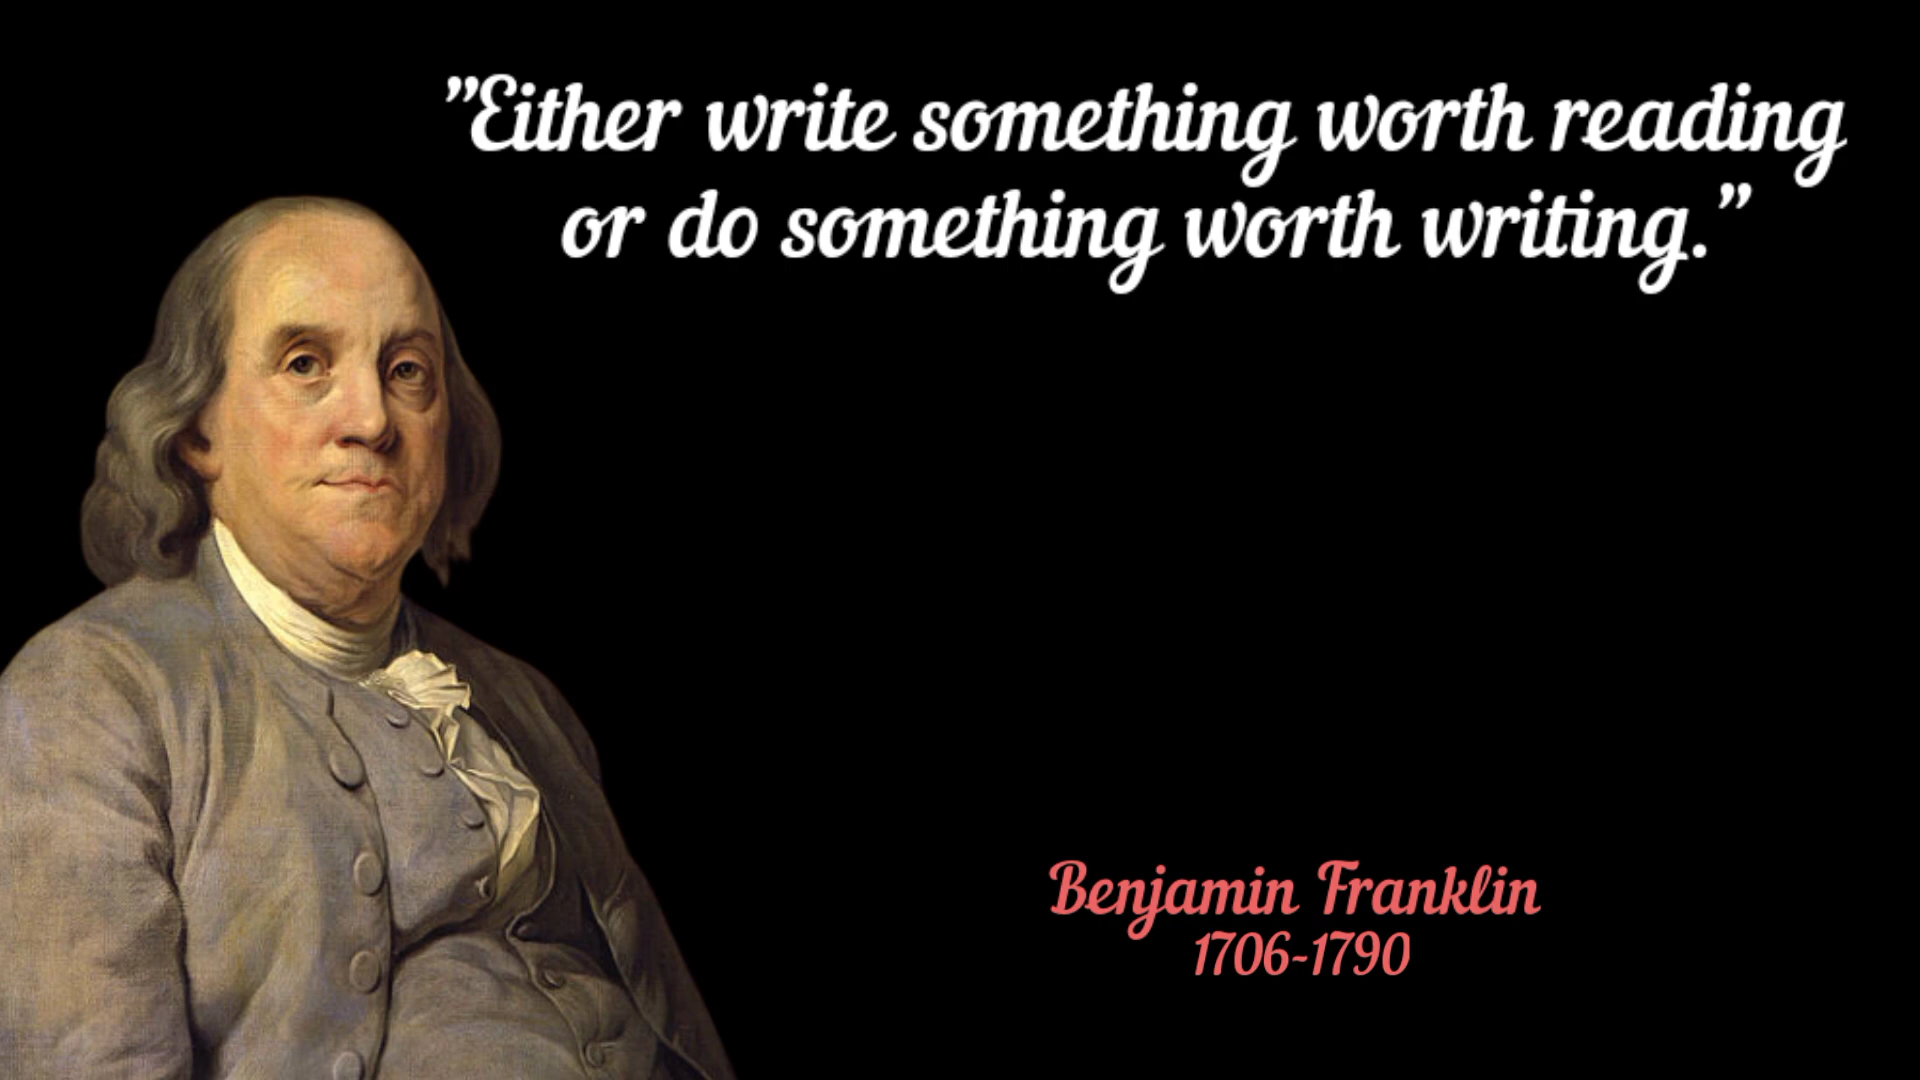 ”Either write something worth reading
or do something worth writing.”
Benjamin Franklin
1706-1790